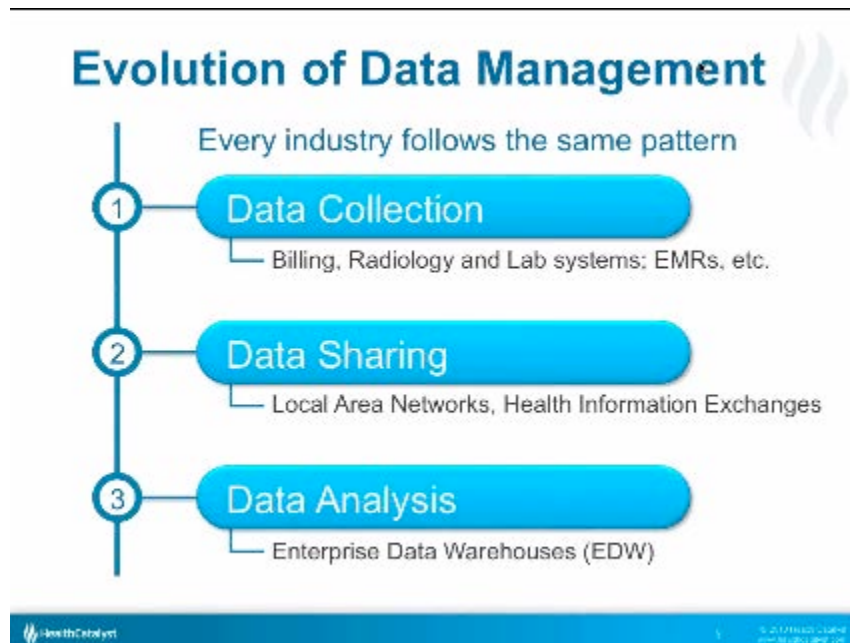 Evolution of Data Management
Every industry follows the same pattern
1
Data Collection
Billing, Radiology and Lab systems; EMRs, etc.
2
Data Sharing
Local Area Networks, Health Information Exchanges
3
Data Analysis
Enterprise Data Warehouses (EDW)
HealthCatalyst